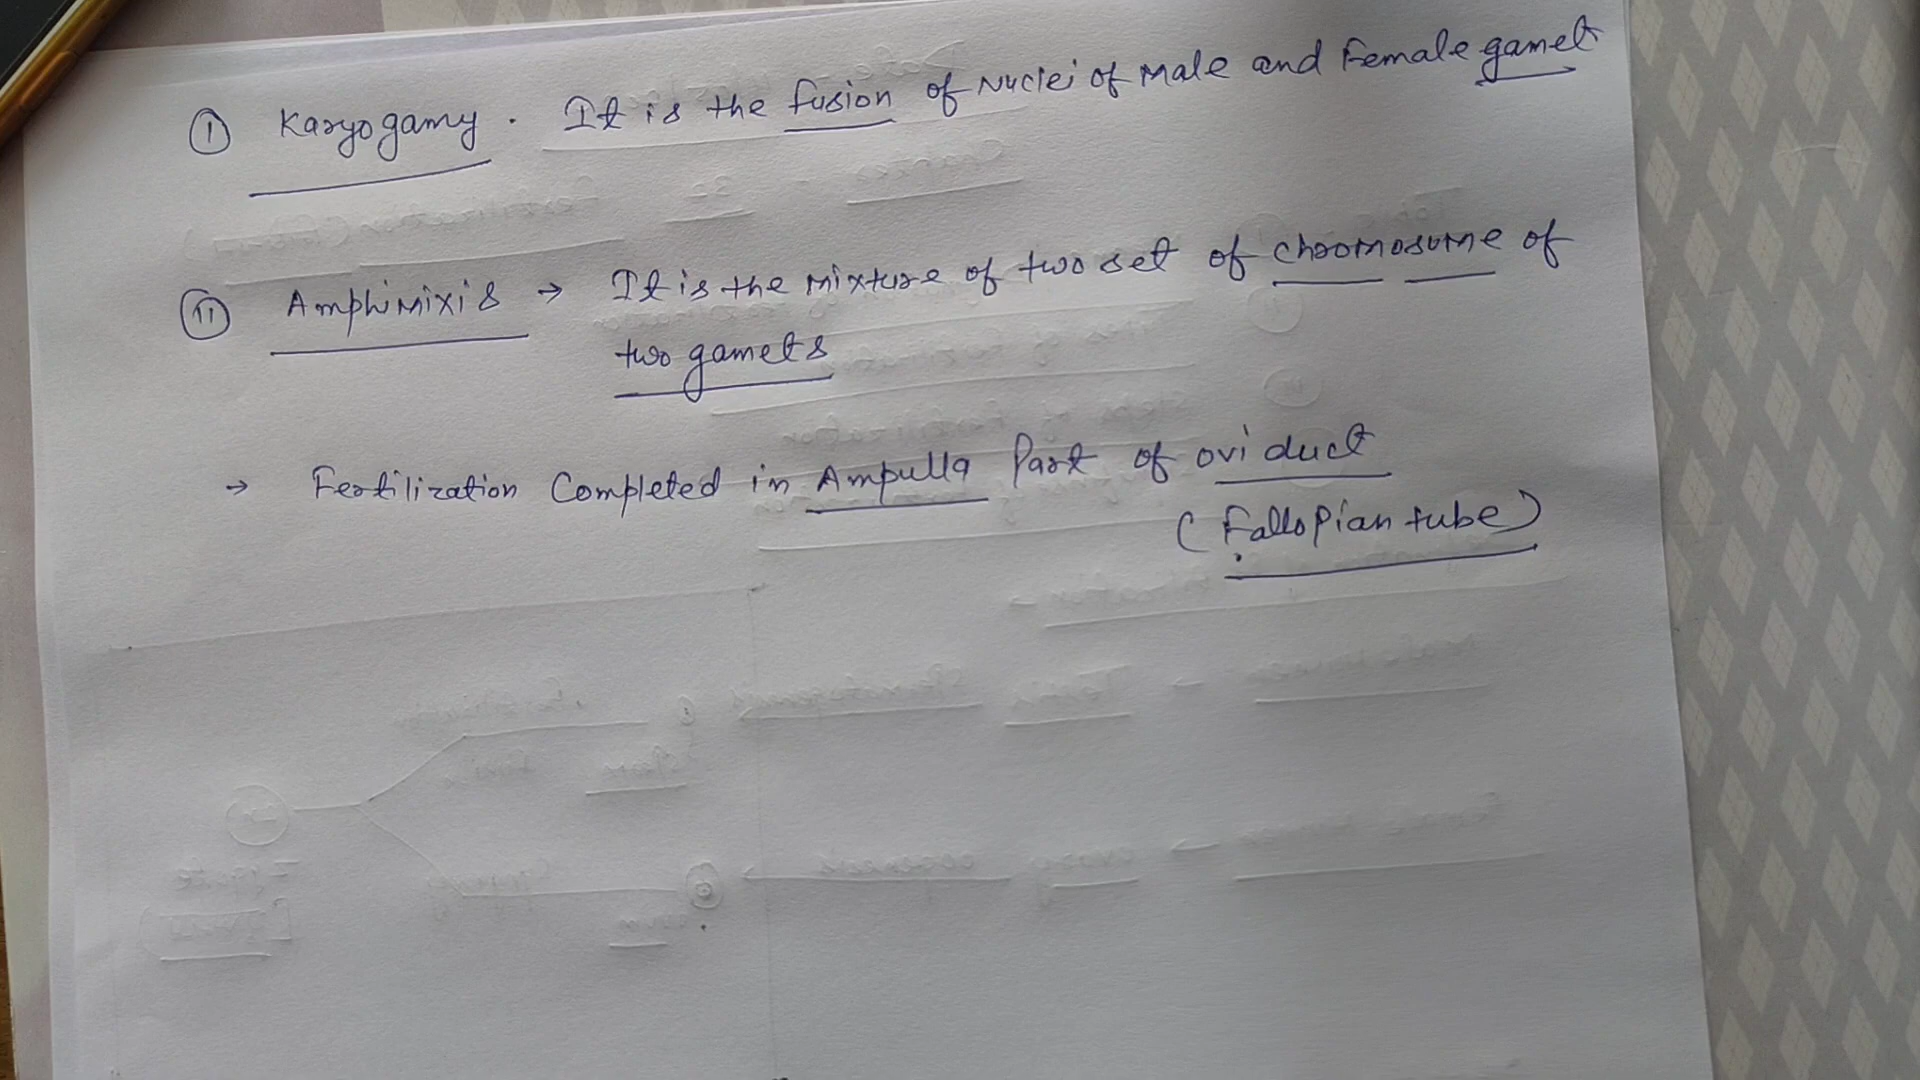 (I) Karyogamy. It is the fusion of Nuclei of Male and Female gamet
(II) Amphimixis → It is the mixture of two set of chromosome of
two gamets
→ Fertilization Completed in Ampulla Part of oviduct
(Fallopian tube)